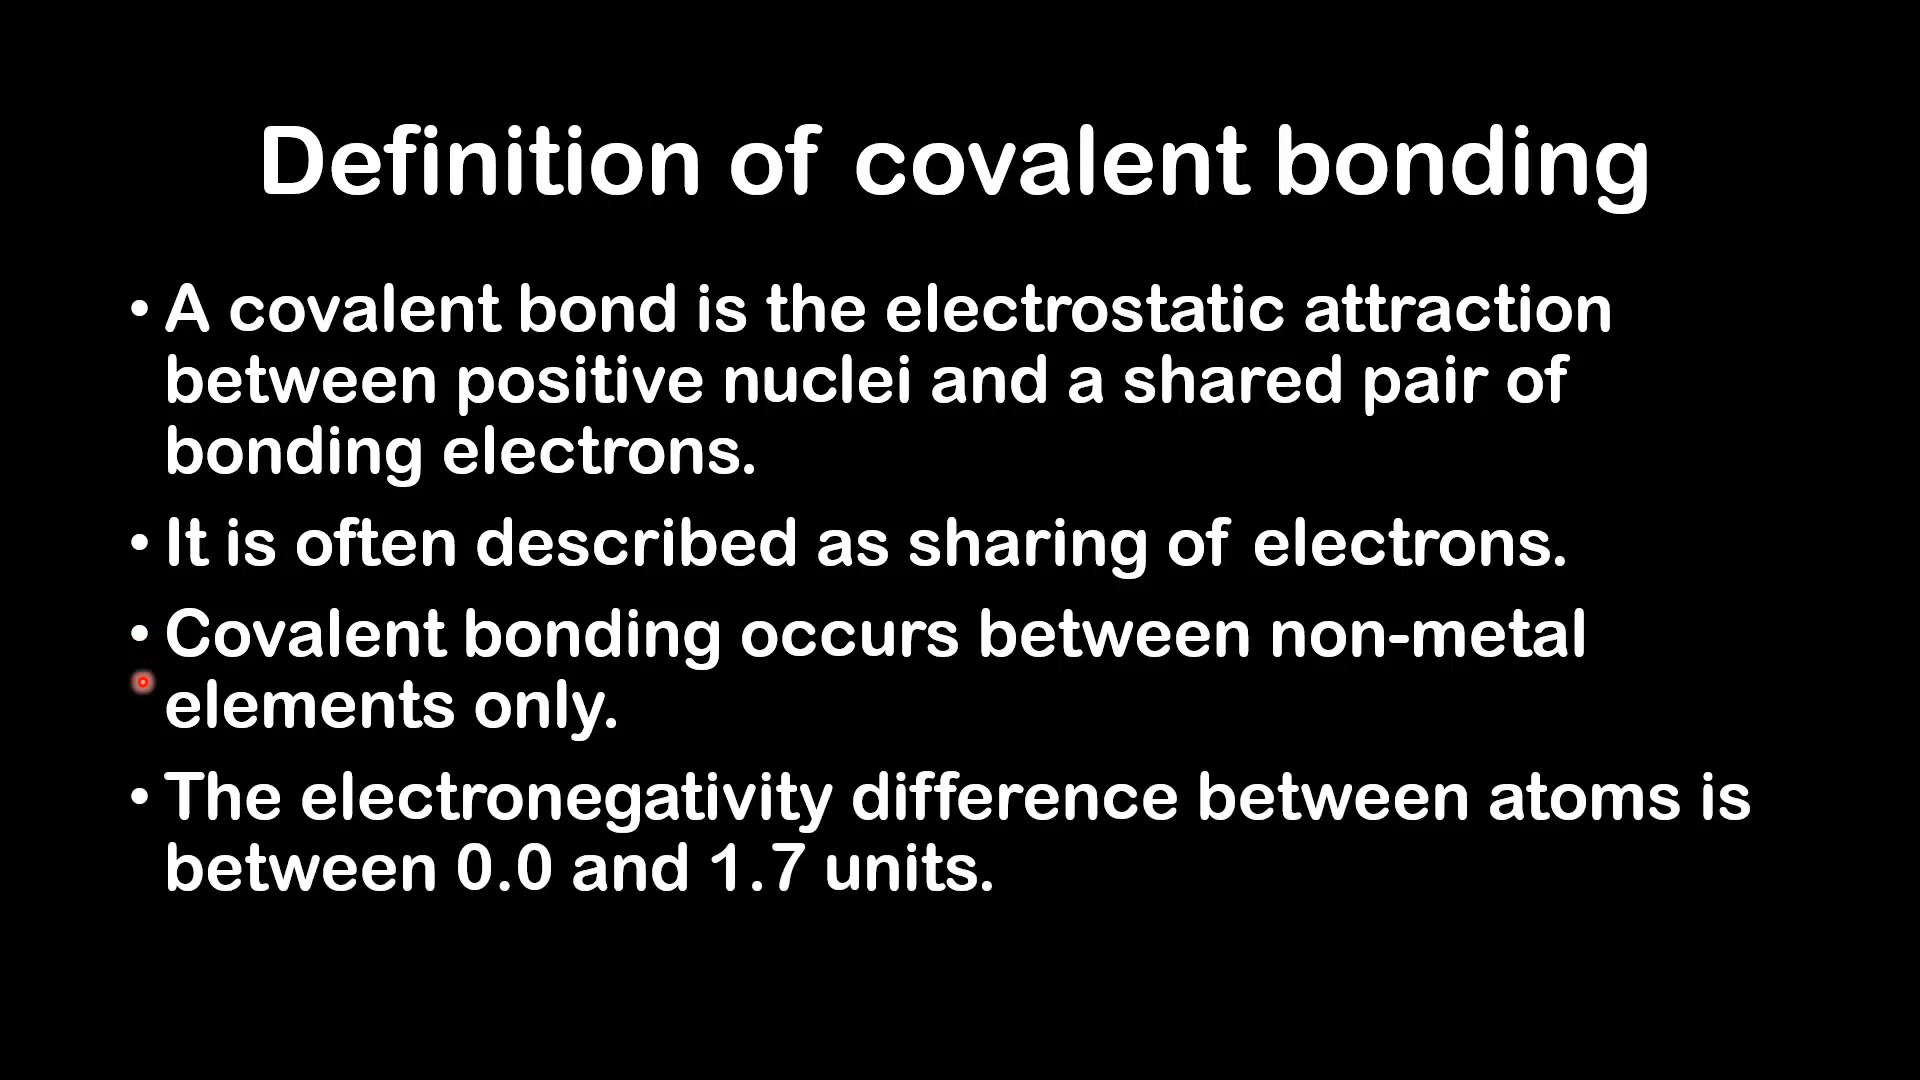 Definition of covalent bonding
• A covalent bond is the electrostatic attraction
between positive nuclei and a shared pair of
bonding electrons.
• It is often described as sharing of electrons.
• Covalent bonding occurs between non-metal
elements only.
• The electronegativity difference between atoms is
between 0.0 and 1.7 units.